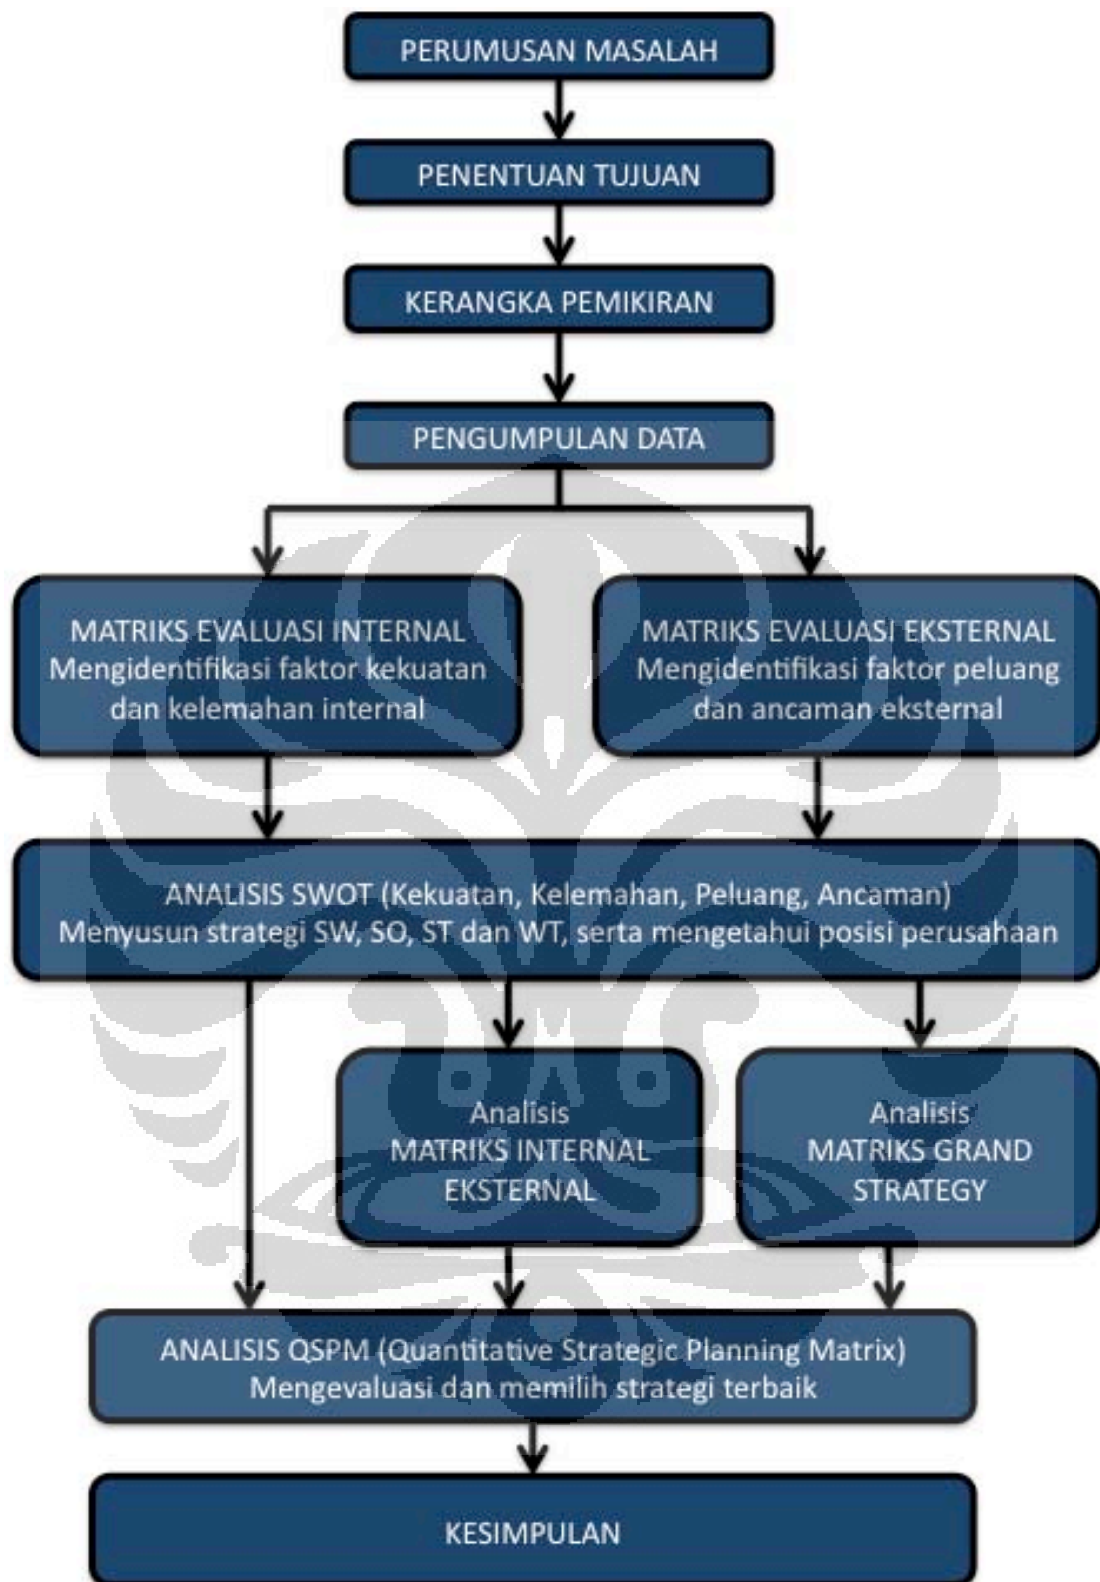 PERUMUSAN MASALAH
PENENTUAN TUJUAN
KERANGKA PEMIKIRAN
PENGUMPULAN DATA
MATRIKS EVALUASI INTERNAL
Mengidentifikasi faktor kekuatan
dan kelemahan internal
MATRIKS EVALUASI EKSTERNAL
Mengidentifikasi faktor peluang
dan ancaman eksternal
ANALISIS SWOT (Kekuatan, Kelemahan, Peluang, Ancaman)
Menyusun strategi SW, SO, ST dan WT, serta mengetahui posisi perusahaan
Analisis
MATRIKS INTERNAL
EKSTERNAL
Analisis
MATRIKS GRAND
STRATEGY
ANALISIS QSPM (Quantitative Strategic Planning Matrix)
Mengevaluasi dan memilih strategi terbaik
KESIMPULAN